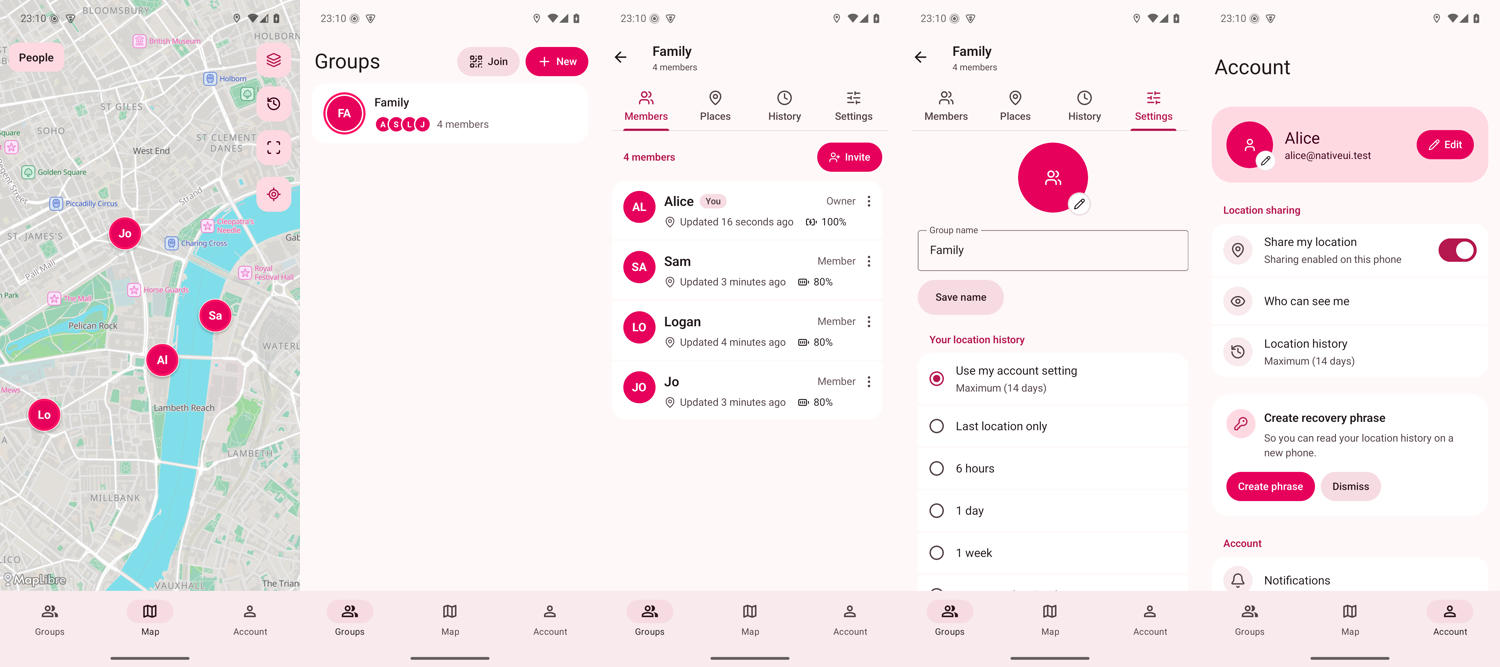 23:10
BLOOMSBURY
People
British Museum
HOLBORN
Holborn
ST GILES
SOHO
ST CLEMENT
DANES
West End
Golden Square
Piccadilly Circus
Strand
Cleopatra's
Needle
Jo
ST. JAMES'S
Charing Cross
Pall Mall
Royal
Festival Hall
Horse Guards
The Mall
Sa
Pelican Rock
Al
Lambeth Reach
Lo
LAMBETH
MILLBANK
MapLibre
VAUXHALL
Groups
Map
Account
23:10
Groups
Join
New
FA
Family
A S L J
4 members
Groups
Map
Account
23:10
Family
4 members
Members
Places
History
Settings
4 members
Invite
AL
Alice
You
Owner
Updated 16 seconds ago
100%
SA
Sam
Member
Updated 3 minutes ago
80%
LO
Logan
Member
Updated 4 minutes ago
80%
JO
Jo
Member
Updated 3 minutes ago
80%
Groups
Map
Account
23:10
Family
4 members
Members
Places
History
Settings
Group name
Family
Save name
Your location history
Use my account setting
Maximum (14 days)
Last location only
6 hours
1 day
1 week
Groups
Map
Account
23:10
Account
Alice
alice@nativeui.test
Edit
Location sharing
Share my location
Sharing enabled on this phone
Who can see me
Location history
Maximum (14 days)
Create recovery phrase
So you can read your location history on a
new phone.
Create phrase
Dismiss
Account
Notifications
Groups
Map
Account